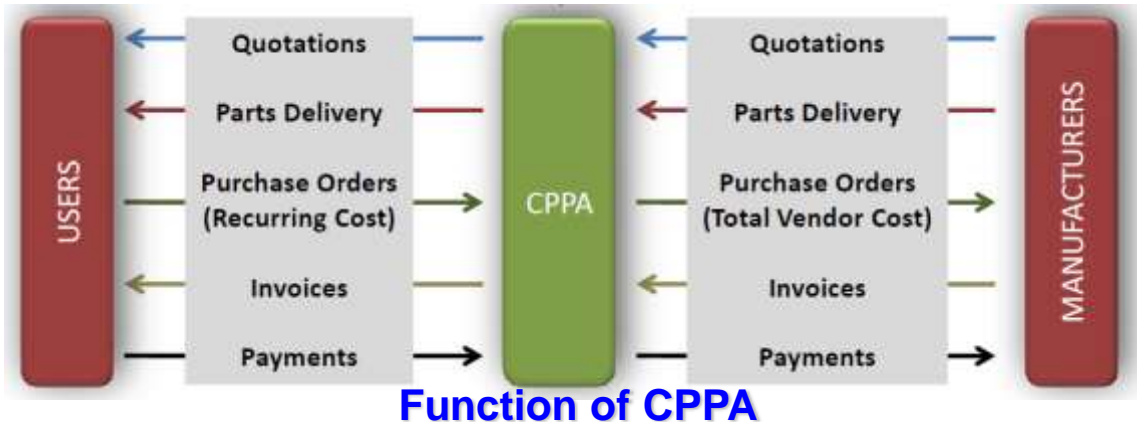 USERS
Quotations
Parts Delivery
Purchase Orders
(Recurring Cost)
Invoices
Payments
CPPA
Quotations
Parts Delivery
Purchase Orders
(Total Vendor Cost)
Invoices
Payments
MANUFACTURERS
Function of CPPA